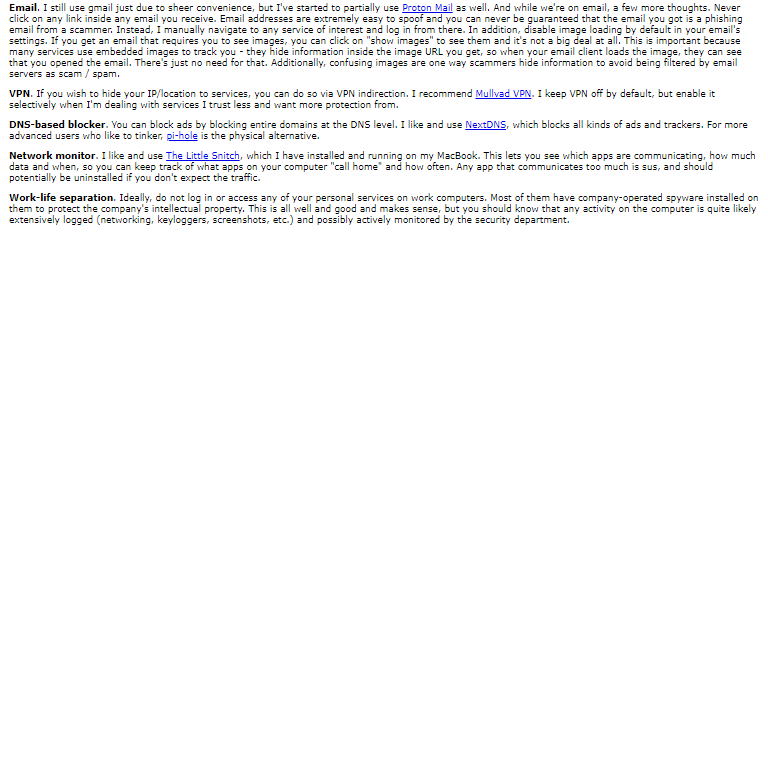 Email. I still use gmail just due to sheer convenience, but I've started to partially use Proton Mail as well. And while we're on email, a few more thoughts. Never
click on any link inside any email you receive. Email addresses are extremely easy to spoof and you can never be guaranteed that the email you got is a phishing
email from a scammer. Instead, I manually navigate to any service of interest and log in from there. In addition, disable image loading by default in your email's
settings. If you get an email that requires you to see images, you can click on "show images" to see them and it's not a big deal at all. This is important because
many services use embedded images to track you - they hide information inside the image URL you get, so when your email client loads the image, they can see
that you opened the email. There's just no need for that. Additionally, confusing images are one way scammers hide information to avoid being filtered by email
servers as scam / spam.
VPN. If you wish to hide your IP/location to services, you can do so via VPN indirection. I recommend Mullvad VPN. I keep VPN off by default, but enable it
selectively when I'm dealing with services I trust less and want more protection from.
DNS-based blocker. You can block ads by blocking entire domains at the DNS level. I like and use NextDNS, which blocks all kinds of ads and trackers. For more
advanced users who like to tinker, pi-hole is the physical alternative.
Network monitor. I like and use The Little Snitch, which I have installed and running on my MacBook. This lets you see which apps are communicating, how much
data and when, so you can keep track of what apps on your computer "call home" and how often. Any app that communicates too much is sus, and should
potentially be uninstalled if you don't expect the traffic.
Work-life separation. Ideally, do not log in or access any of your personal services on work computers. Most of them have company-operated spyware installed on
them to protect the company's intellectual property. This is all well and good and makes sense, but you should know that any activity on the computer is quite likely
extensively logged (networking, keyloggers, screenshots, etc.) and possibly actively monitored by the security department.